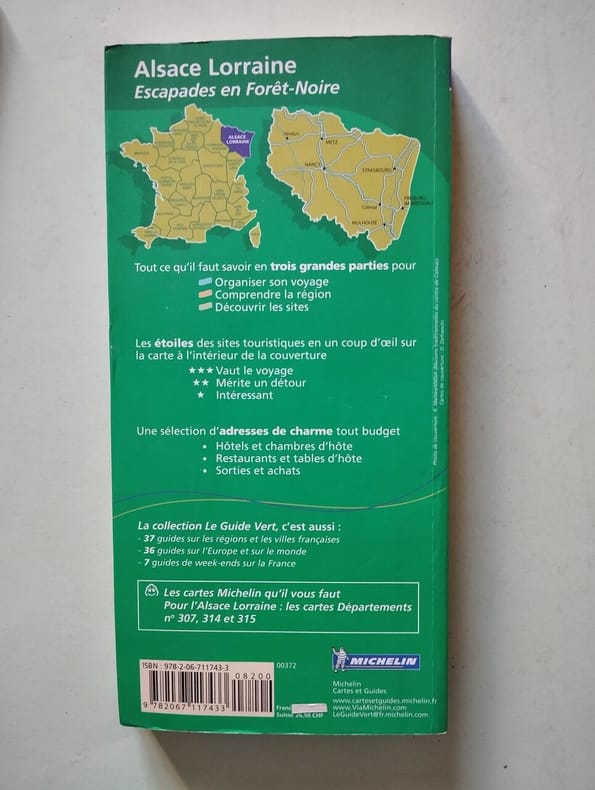 Alsace Lorraine
Escapades en Forêt-Noire
ALSACE
LORRAINE
Verdun
METZ
NANCY
STRASBOURG
Colmar
MULHOUSE
Tout ce qu'il faut savoir en trois grandes parties pour
Organiser son voyage
Comprendre la région
Découvrir les sites
Les étoiles des sites touristiques en un coup d'œil sur
la carte à l'intérieur de la couverture
★★★ Vaut le voyage
★★ Mérite un détour
★ Intéressant
Une sélection d'adresses de charme tout budget
• Hôtels et chambres d'hôte
• Restaurants et tables d'hôte
• Sorties et achats
La collection Le Guide Vert, c'est aussi :
- 37 guides sur les régions et les villes françaises
- 36 guides sur l'Europe et sur le monde
- 7 guides de week-ends sur la France
Les cartes Michelin qu'il vous faut
Pour l'Alsace Lorraine : les cartes Départements
nº 307, 314 et 315
ISBN : 978-2-06-711743-3
00372
08200
9 782067 117433
Suisse 26,50 CHF
MICHELIN
Michelin
Cartes et Guides
www.cartesetguides.michelin.fr
www.ViaMichelin.com
LeGuideVert@fr.michelin.com